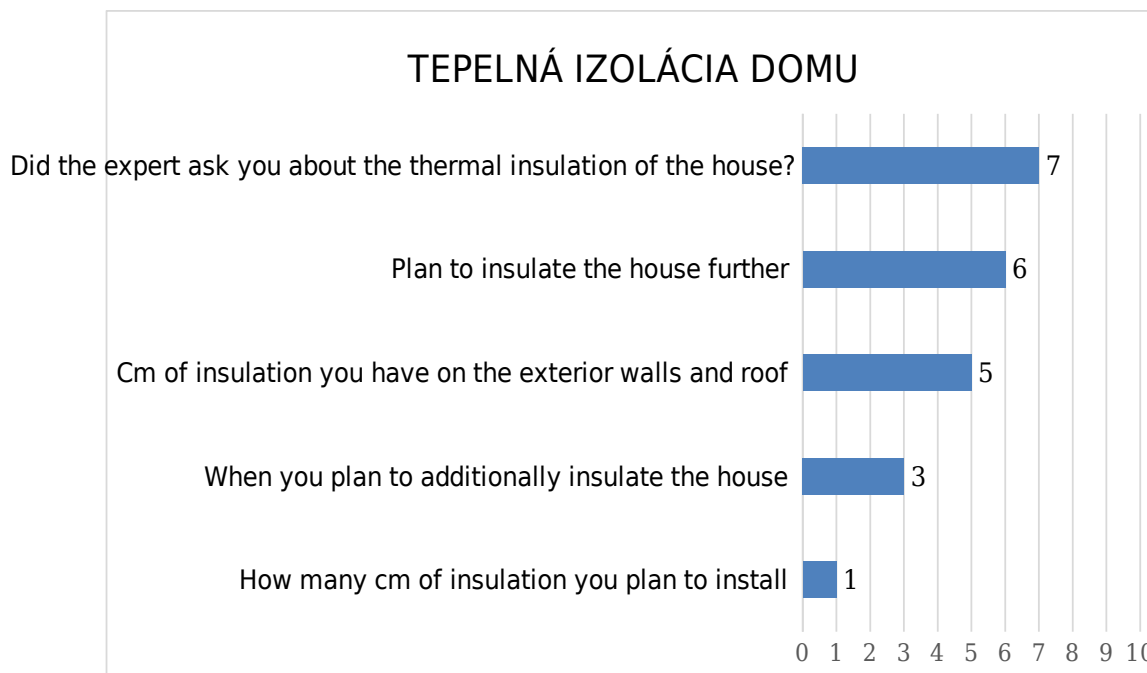 TEPELNÁ IZOLÁCIA DOMU
Did the expert ask you about the thermal insulation of the house? 7
Plan to insulate the house further 6
Cm of insulation you have on the exterior walls and roof 5
When you plan to additionally insulate the house 3
How many cm of insulation you plan to install 1
0 1 2 3 4 5 6 7 8 9 10